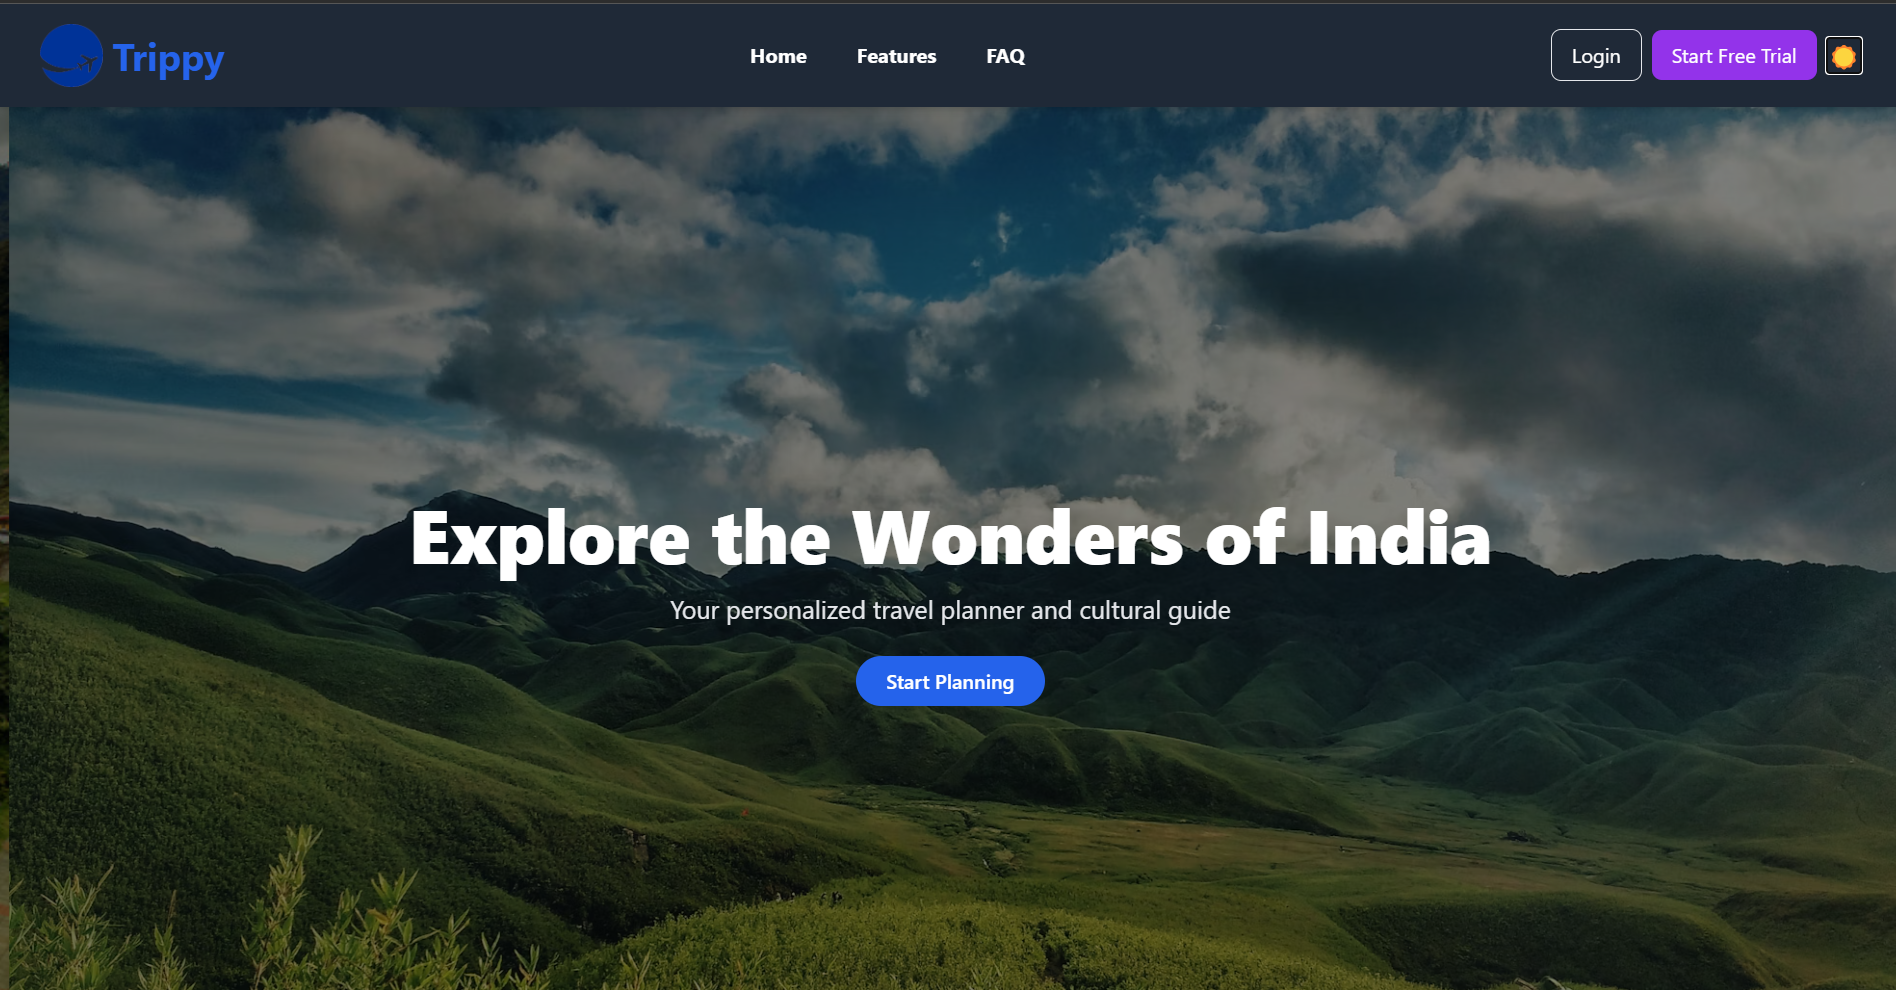 Trippy
Home Features FAQ
Login Start Free Trial
Explore the Wonders of India
Your personalized travel planner and cultural guide
Start Planning